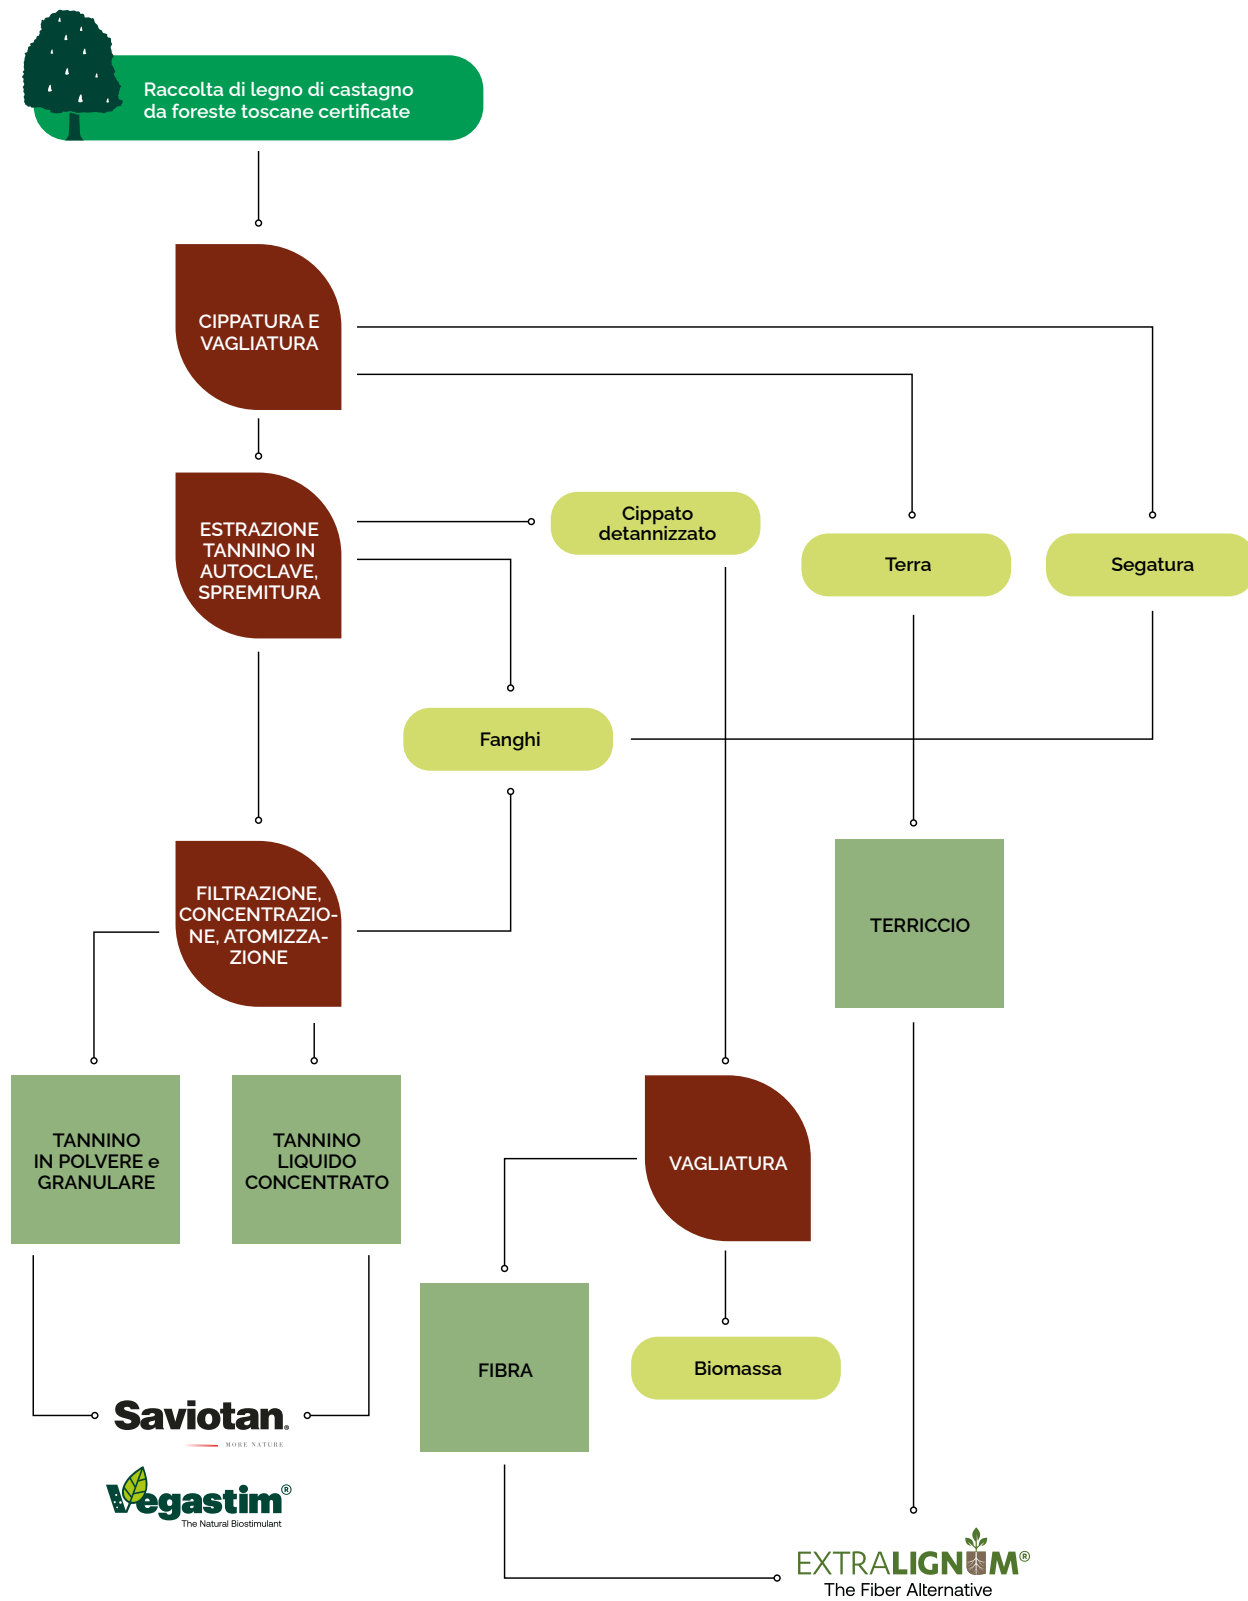 Raccolta di legno di castagno
da foreste toscane certificate
CIPPATURA E
VAGLIATURA
ESTRAZIONE
TANNINO IN
AUTOCLAVE,
SPREMITURA
Cippato
detannizzato
Terra
Segatura
Fanghi
FILTRAZIONE,
CONCENTRAZIO-
NE, ATOMIZZA-
ZIONE
TERRICCIO
TANNINO
IN POLVERE e
GRANULARE
TANNINO
LIQUIDO
CONCENTRATO
VAGLIATURA
FIBRA
Biomassa
Saviotan®
MORE NATURE
Vegastim®
The Natural Biostimulant
EXTRALIGNUM®
The Fiber Alternative